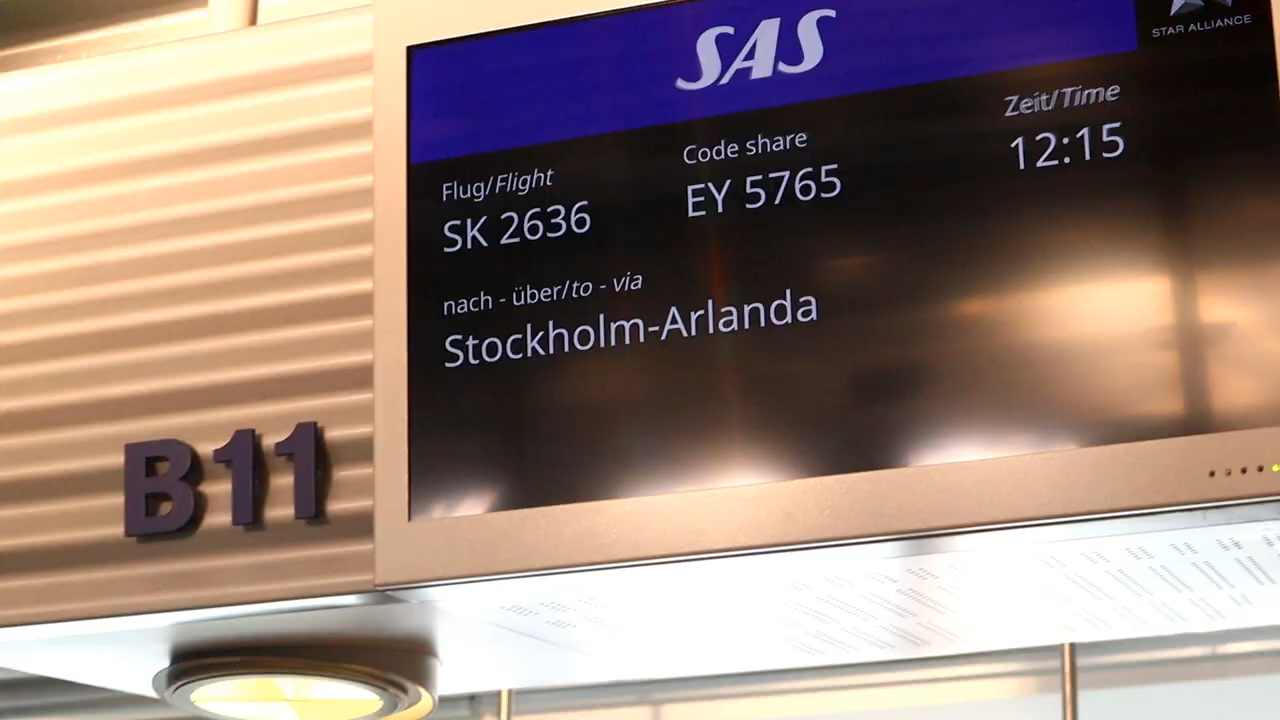 SAS
STAR ALLIANCE
Flug/Flight
Code share
Zeit/Time
SK 2636
EY 5765
12:15
nach - über/to - via
Stockholm-Arlanda
B11